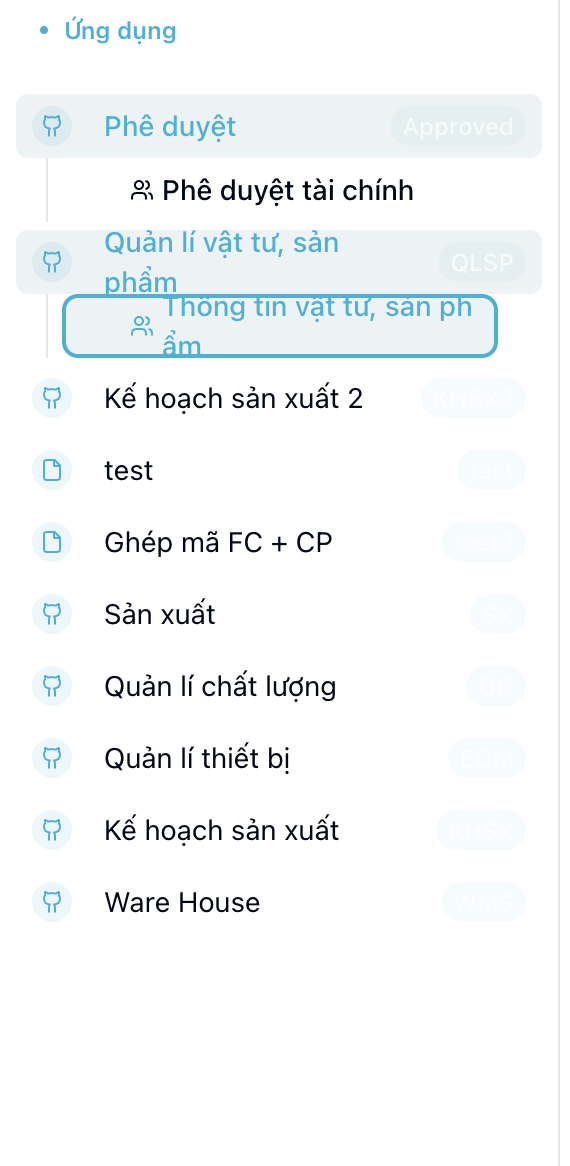 Ứng dụng
Phê duyệt Approved
Phê duyệt tài chính
Quản lí vật tư, sản
phẩm QLSP
Thông tin vật tư, sản ph
ẩm
Kế hoạch sản xuất 2 KHSX2
test test
Ghép mã FC + CP test2
Sản xuất SX
Quản lí chất lượng QC
Quản lí thiết bị EQM
Kế hoạch sản xuất KHSX
Ware House WMS